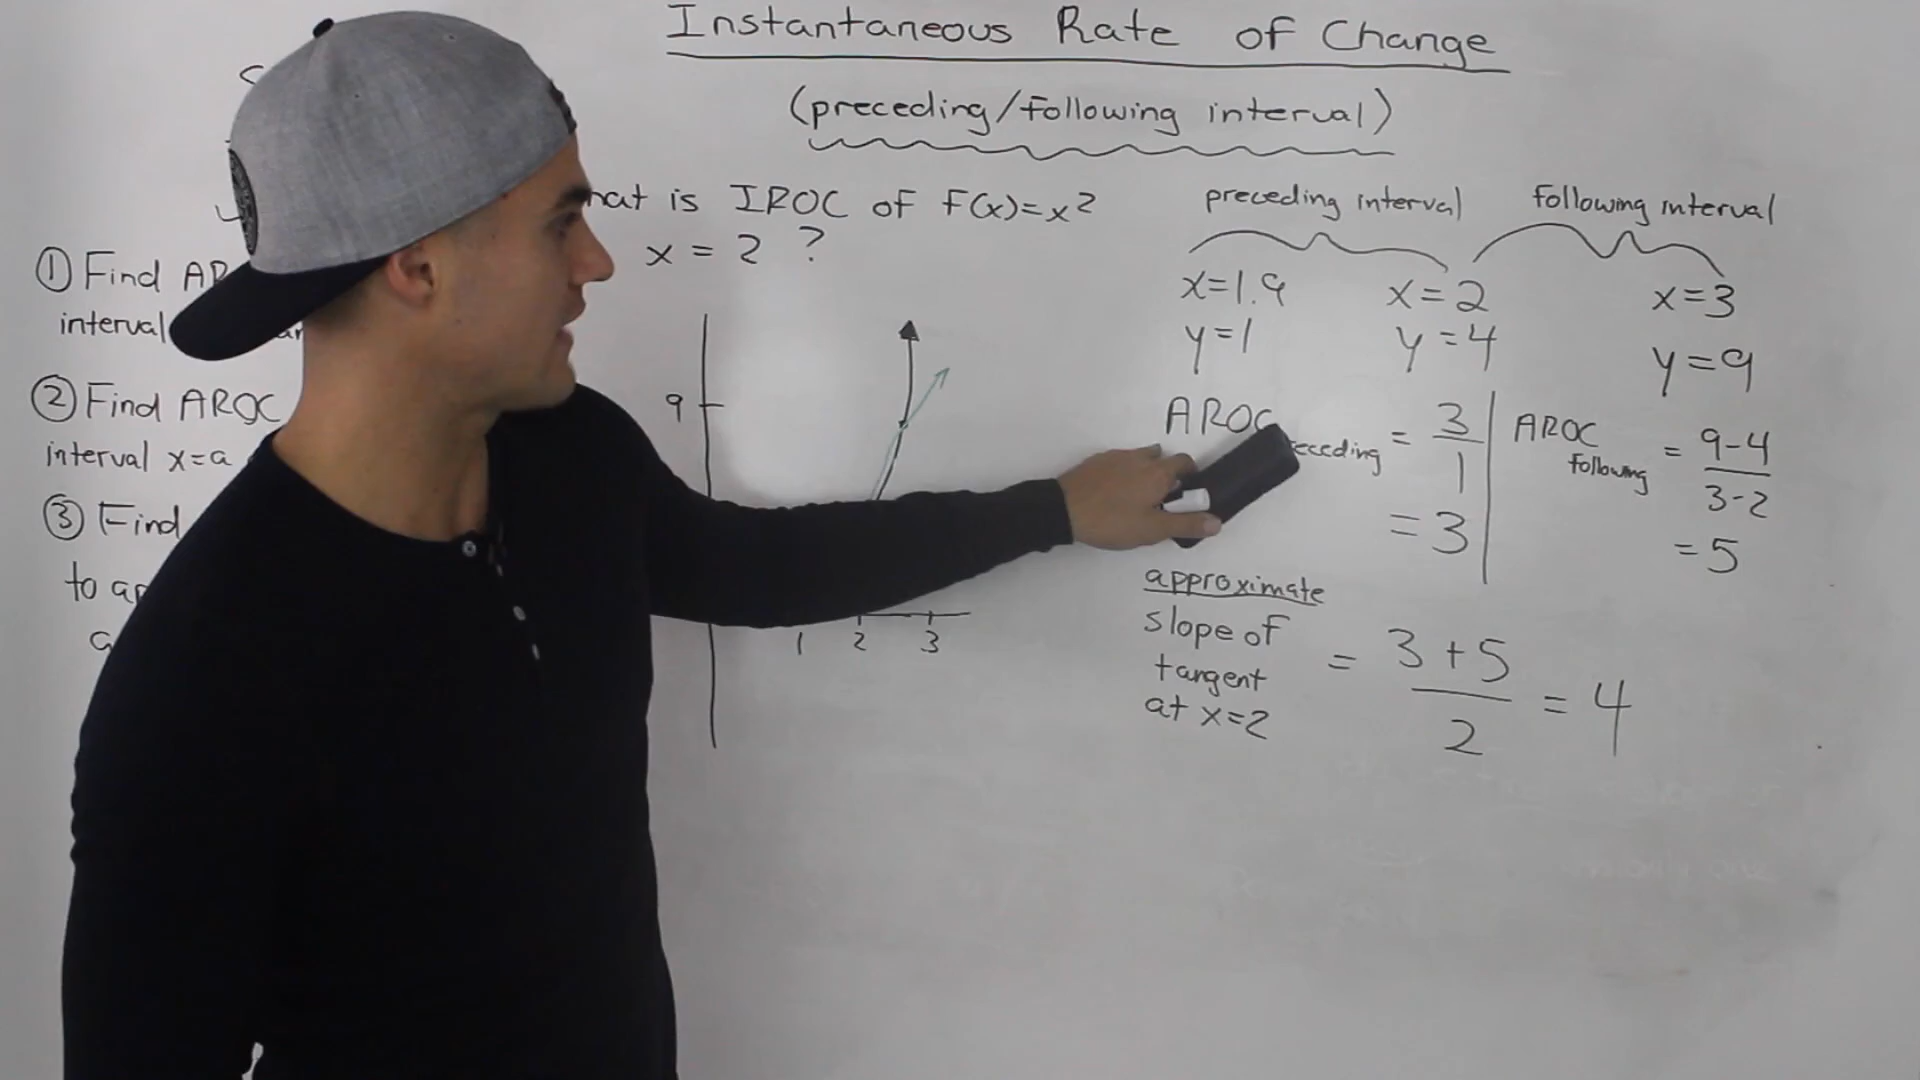 Instantaneous Rate of Change
(preceding/following interval)
is IROC of f(x)=x²
x = 2 ?
① Find
interval
② Find AROC
interval x=a
③ Find
to
9
1 2 3
preceding interval
following interval
x=1.9 x=2 x=3
y=1 y=4 y=9
AROC = 3/1
= 3
AROC following = 9-4/3-2
= 5
approximate
slope of
tangent
at x=2
= 3+5/2 = 4